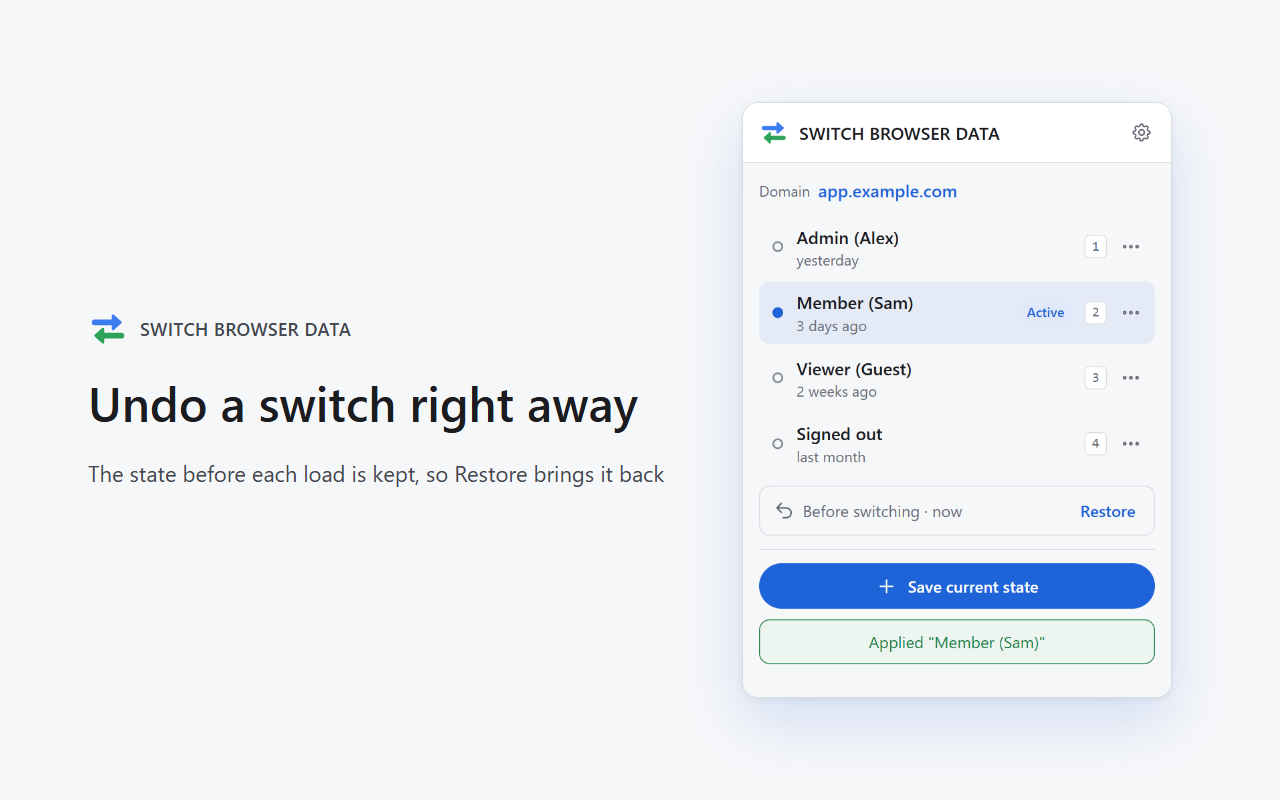 SWITCH BROWSER DATA
Undo a switch right away
The state before each load is kept, so Restore brings it back
SWITCH BROWSER DATA
Domain app.example.com
Admin (Alex)
yesterday
1
Member (Sam)
3 days ago
Active
2
Viewer (Guest)
2 weeks ago
3
Signed out
last month
4
Before switching · now
Restore
Save current state
Applied "Member (Sam)"